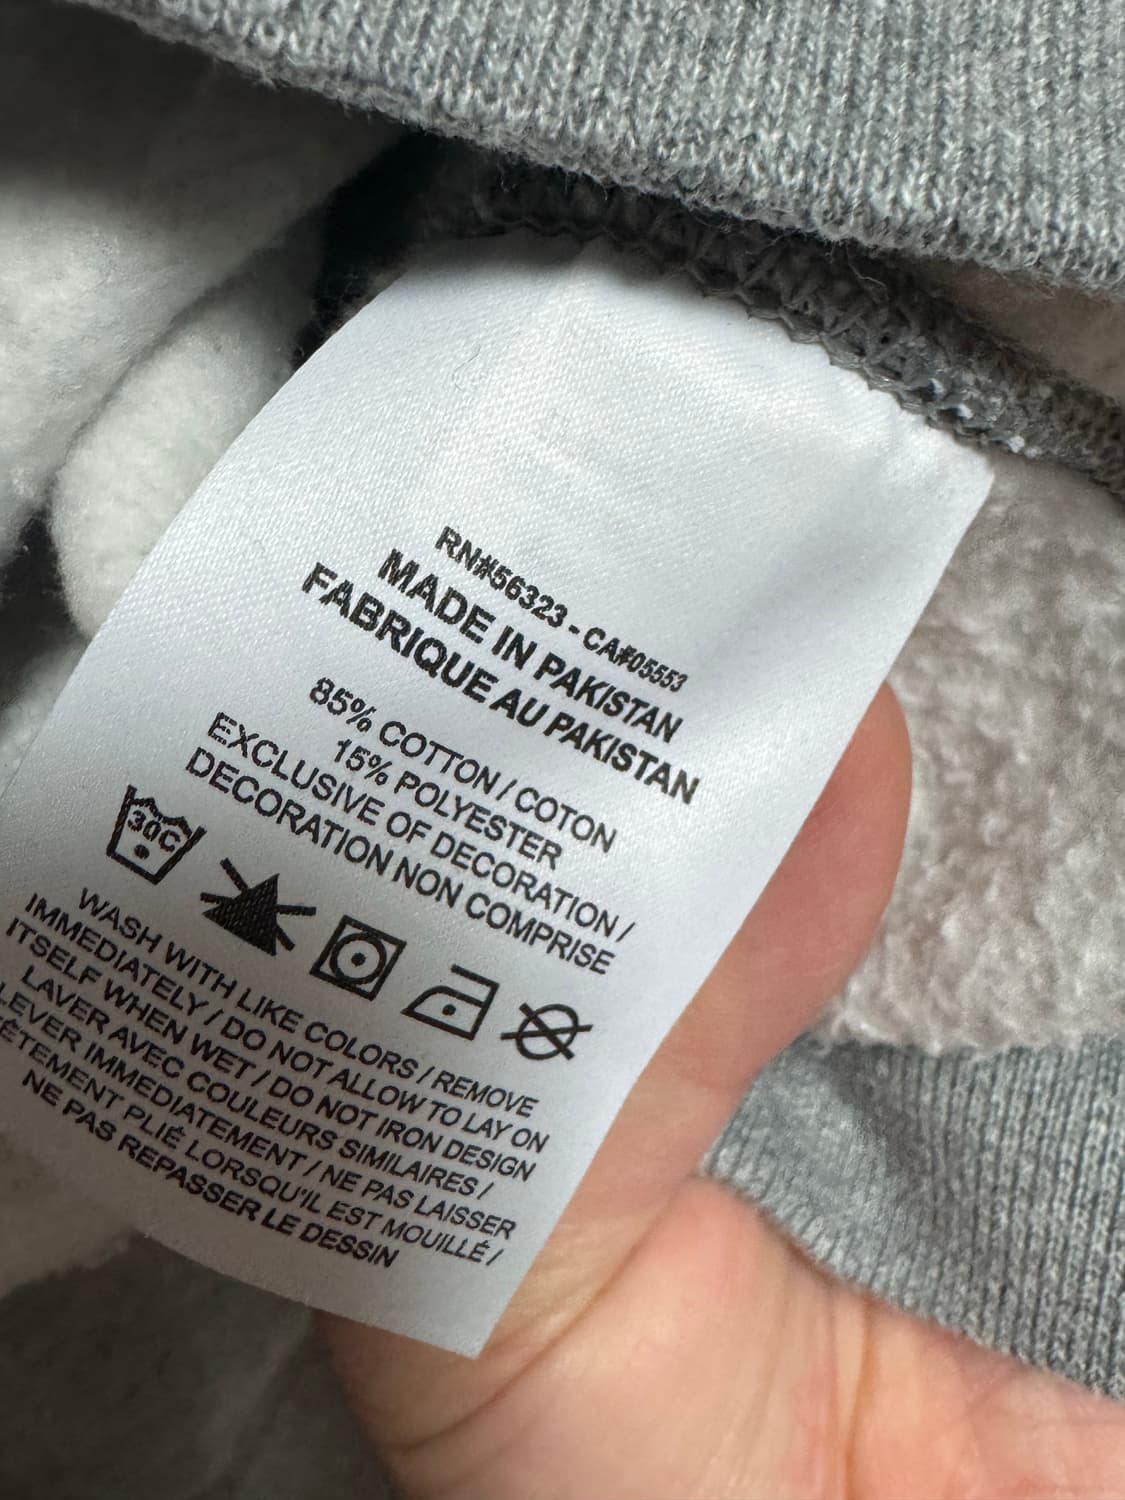 RN#56323 - CA#05553
MADE IN PAKISTAN
FABRIQUE AU PAKISTAN
85% COTTON / COTON
15% POLYESTER
EXCLUSIVE OF DECORATION /
DECORATION NON COMPRISE
30C
WASH WITH LIKE COLORS / REMOVE
IMMEDIATELY / DO NOT ALLOW TO LAY ON
ITSELF WHEN WET / DO NOT IRON DESIGN
LAVER AVEC COULEURS SIMILAIRES /
LEVER IMMEDIATEMENT / NE PAS LAISSER
ÊTEMENT PLIÉ LORSQU'IL EST MOUILLÉ /
NE PAS REPASSER LE DESSIN